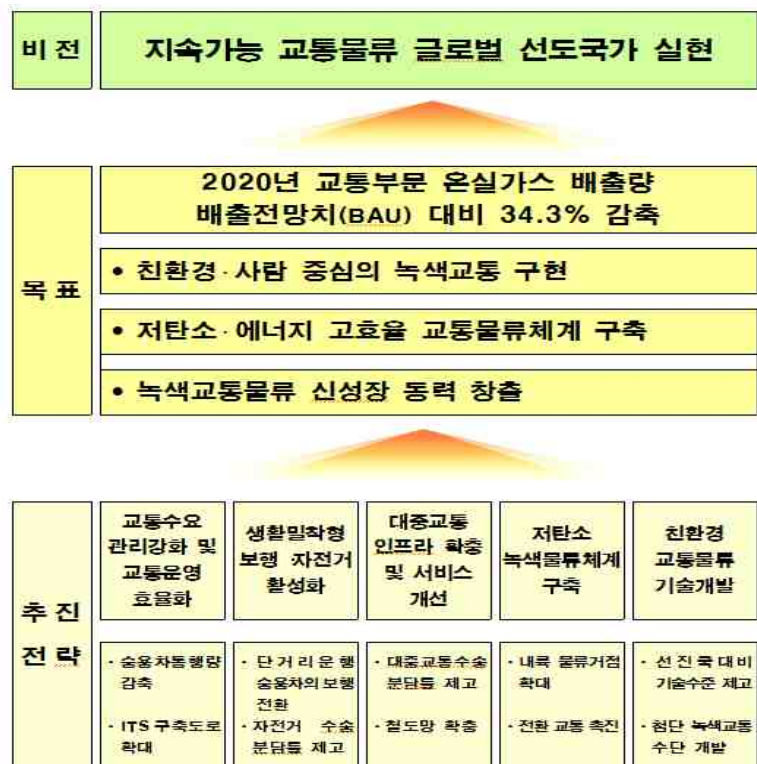 비 전
지속가능 교통물류 글로벌 선도국가 실현
목 표
2020년 교통부문 온실가스 배출량
배출전망치(BAU) 대비 34.3% 감축
• 친환경·사람 중심의 녹색교통 구현
• 저탄소·에너지 고효율 교통물류체계 구축
• 녹색교통물류 신성장 동력 창출
추 진
전 략
교통수요
관리강화 및
교통운영
효율화
생활밀착형
보행 자전거
활성화
대중교통
인프라 확충
및 서비스
개선
저탄소
녹색물류체계
구축
친환경
교통물류
기술개발
· 승용차통행량
감축
· ITS 구축도로
확대
· 단거리운행
승용차의 보행
전환
· 자전거 수송
분담률 제고
· 대중교통수송
분담률 제고
· 철도망 확충
· 내륙 물류거점
확대
· 전환 교통 촉진
· 선진국대비
기술수준 제고
· 첨단 녹색교통
수단 개발